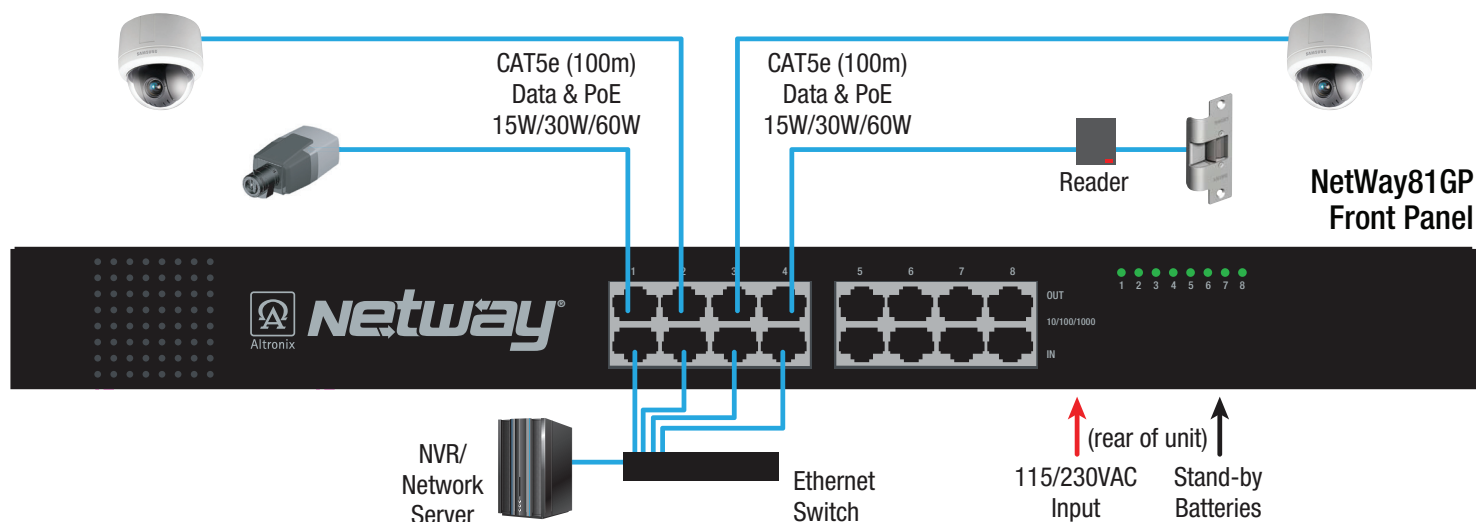 CAT5e (100m)
Data & PoE
15W/30W/60W
CAT5e (100m)
Data & PoE
15W/30W/60W
Reader
NetWay81GP
Front Panel
1 2 3 4
5 6 7 8
OUT
10/100/1000
IN
1 2 3 4 5 6 7 8
Altronix
Netway®
NVR/
Network
Server
Ethernet
Switch
(rear of unit)
115/230VAC
Input
Stand-by
Batteries